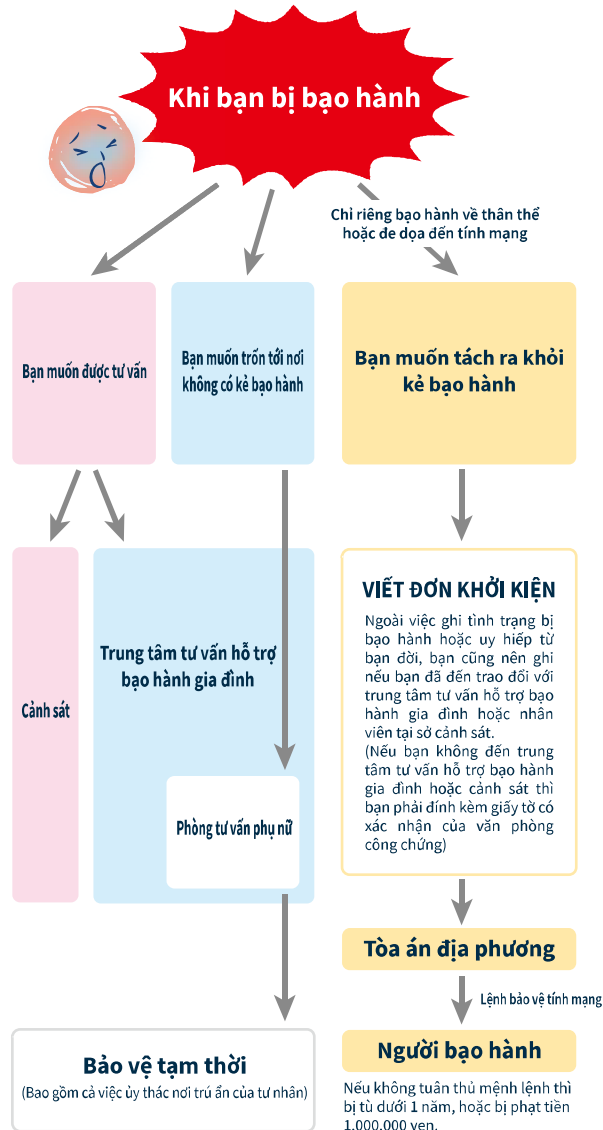 Khi bạn bị bạo hành
Chỉ riêng bạo hành về thân thể
hoặc đe dọa đến tính mạng
Bạn muốn được tư vấn
Bạn muốn trốn tới nơi
không có kẻ bạo hành
Bạn muốn tách ra khỏi
kẻ bạo hành
Cảnh sát
Trung tâm tư vấn hỗ trợ
bạo hành gia đình
Phòng tư vấn phụ nữ
VIẾT ĐƠN KHỞI KIỆN
Ngoài việc ghi tình trạng bị
bạo hành hoặc uy hiếp từ
bạn đời, bạn cũng nên ghi
nếu bạn đã đến trao đổi với
trung tâm tư vấn hỗ trợ bạo
hành gia đình hoặc nhân
viên tại sở cảnh sát.
(Nếu bạn không đến trung
tâm tư vấn hỗ trợ bạo hành
gia đình hoặc cảnh sát thì
bạn phải đính kèm giấy tờ có
xác nhận của văn phòng
công chứng)
Tòa án địa phương
Lệnh bảo vệ tính mạng
Người bạo hành
Nếu không tuân thủ mệnh lệnh thì
bị tù dưới 1 năm, hoặc bị phạt tiền
1.000.000 yen.
Bảo vệ tạm thời
(Bao gồm cả việc ủy thác nơi trú ẩn của tư nhân)